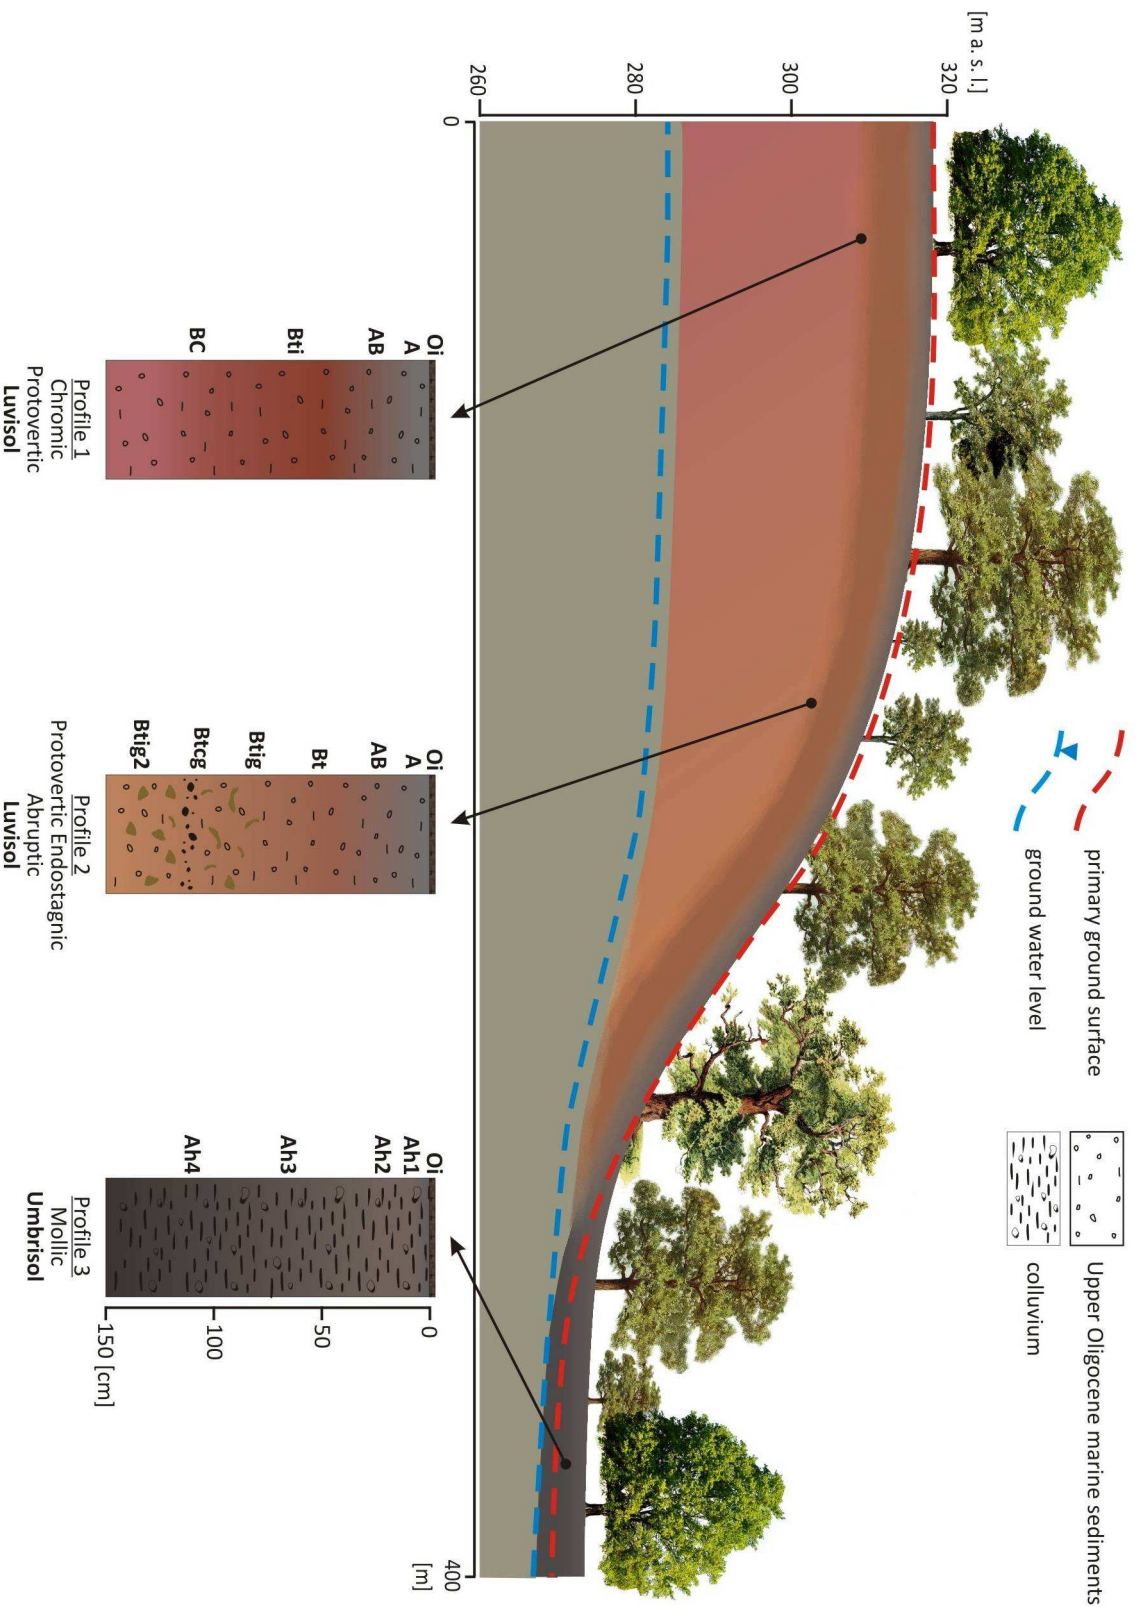 [m a. s. l.]
320
300
280
260
0
400
[m]
primary ground surface
ground water level
Upper Oligocene marine sediments
colluvium
Oi
A
AB
Bti
BC
Profile 1
Chromic
Protovertic
Luvisol
Oi
A
AB
Bt
Btig
Btcg
Btig2
Profile 2
Protovertic Endostagnic
Abruptic
Luvisol
Oi
Ah1
Ah2
Ah3
Ah4
Profile 3
Mollic
Umbrisol
0
50
100
150 [cm]